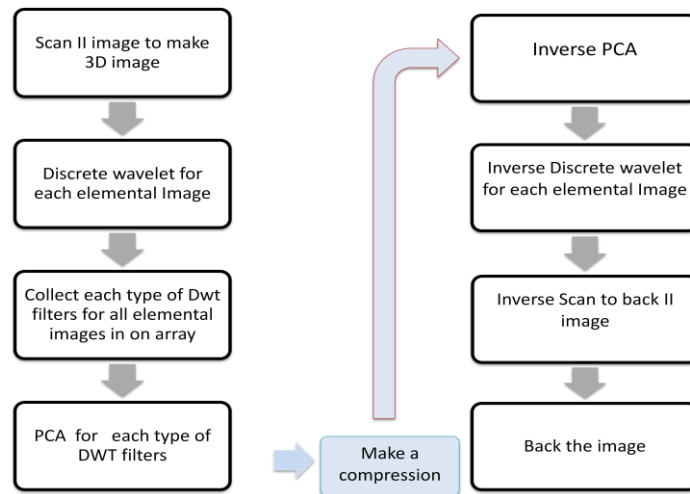 Scan II image to make
3D image
Discrete wavelet for
each elemental Image
Collect each type of Dwt
filters for all elemental
images in on array
PCA for each type of
DWT filters
Make a
compression
Inverse PCA
Inverse Discrete wavelet
for each elemental Image
Inverse Scan to back II
image
Back the image